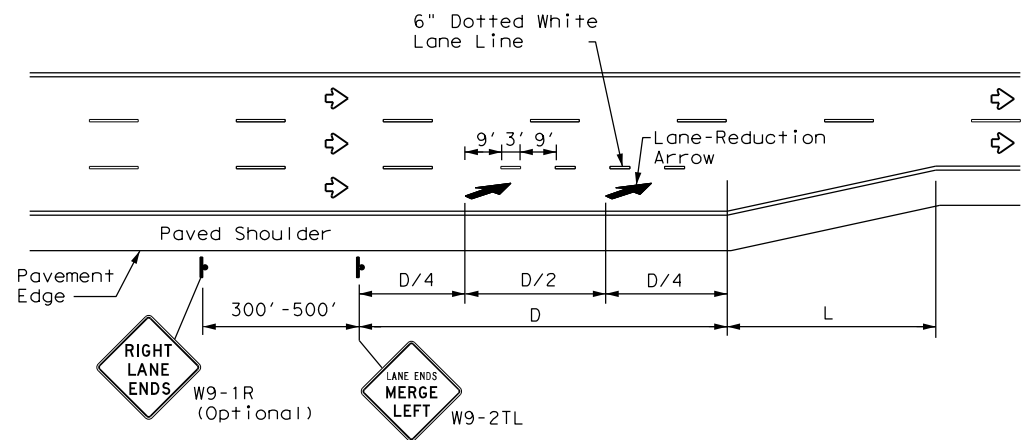 6" Dotted White
Lane Line
9' 3' 9'
Lane-Reduction
Arrow
Paved Shoulder
Pavement
Edge
D/4 D/2 D/4
300'-500' D L
RIGHT
LANE
ENDS
W9-1R
(Optional)
LANE ENDS
MERGE
LEFT
W9-2TL